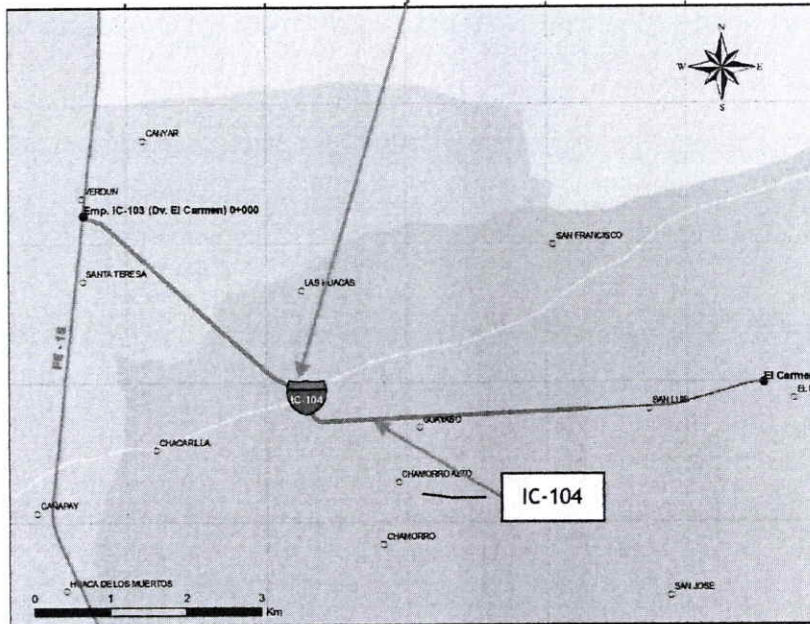 N
W E
S
CANYAR
VERDUN
Emp. IC-103 (Dv. El Carmen) 0+000
SAN FRANCISCO
SANTA TERESA
LAS HUACAS
PE - 1S
El Carmen
IC-104
SAN LUIS
EL
GUAYABO
CHACARILLA
CHAMORRO ALTO
IC-104
CAÑAPAY
CHAMORRO
HUACA DE LOS MUERTOS
SAN JOSE
0 1 2 3
Km